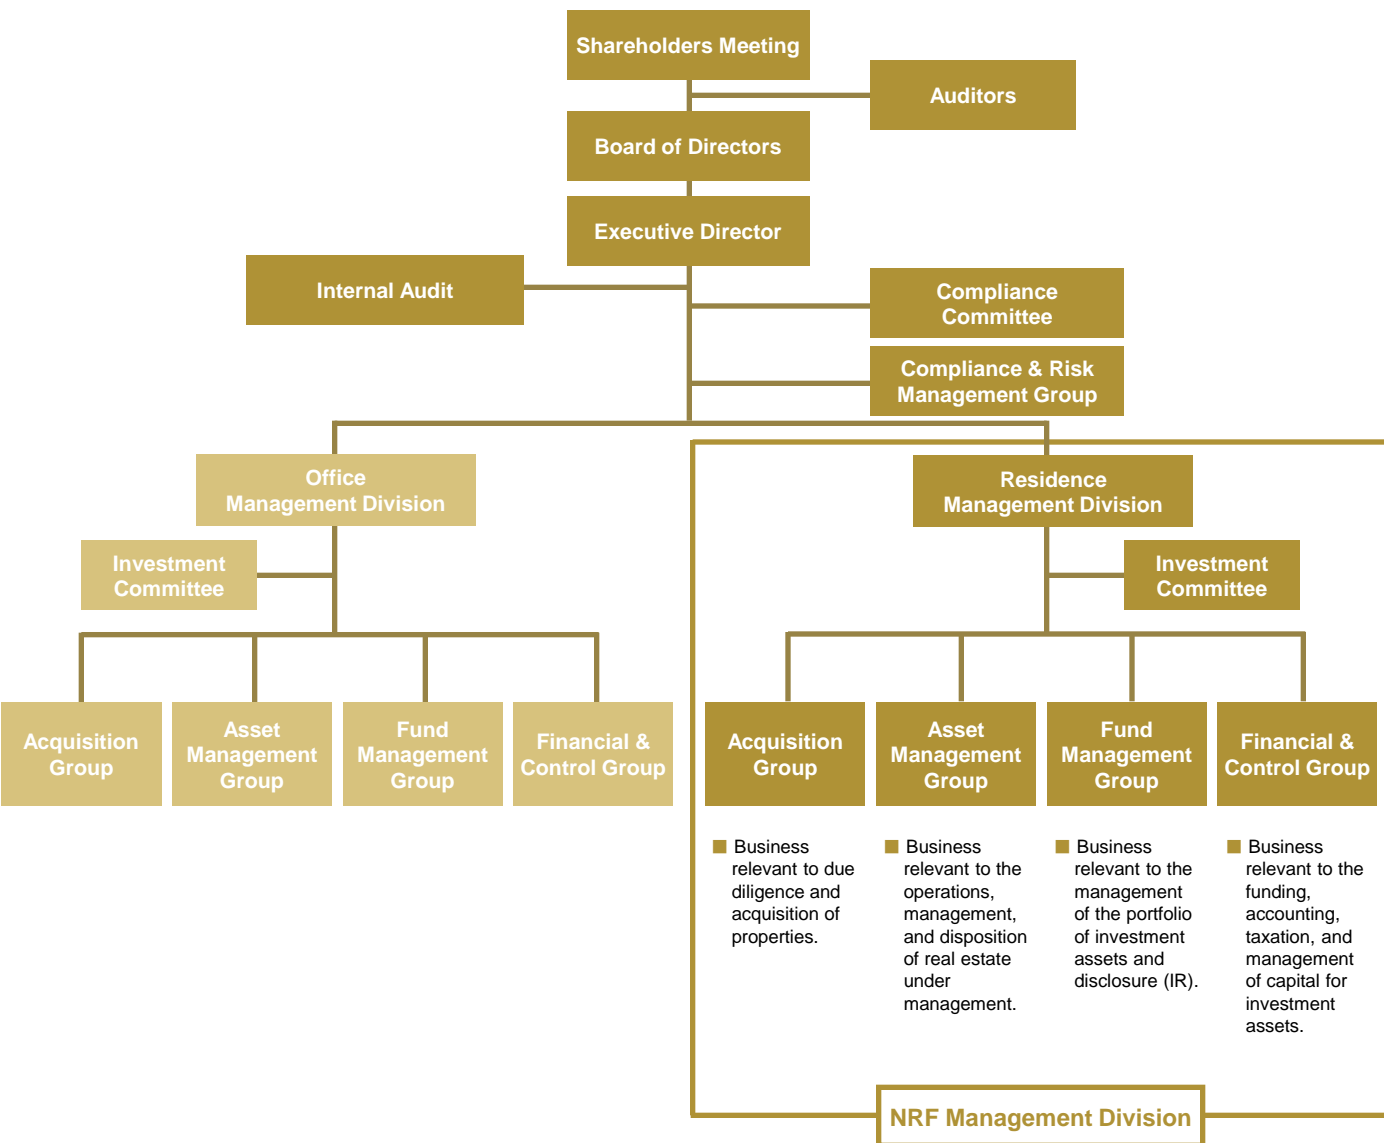 Shareholders Meeting
Auditors
Board of Directors
Executive Director
Internal Audit
Compliance
Committee
Compliance & Risk
Management Group
Office
Management Division
Residence
Management Division
Investment
Committee
Investment
Committee
Acquisition
Group
Asset
Management
Group
Fund
Management
Group
Financial &
Control Group
Acquisition
Group
Asset
Management
Group
Fund
Management
Group
Financial &
Control Group
Business
relevant to due
diligence and
acquisition of
properties.
Business
relevant to the
operations,
management,
and disposition
of real estate
under
management.
Business
relevant to the
management
of the portfolio
of investment
assets and
disclosure (IR).
Business
relevant to the
funding,
accounting,
taxation, and
management
of capital for
investment
assets.
NRF Management Division